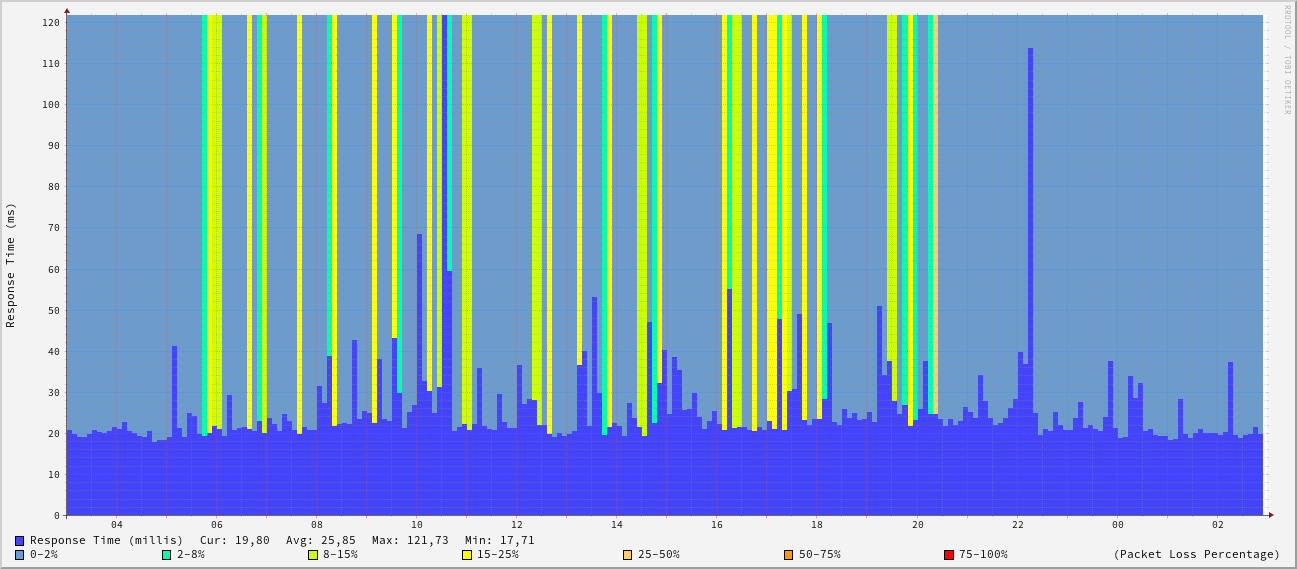 RRDTOOL / TOBI OETIKER
Response Time (ms)
120
110
100
90
80
70
60
50
40
30
20
10
0
04 06 08 10 12 14 16 18 20 22 00 02
Response Time (millis) Cur: 19,80 Avg: 25,85 Max: 121,73 Min: 17,71
0-2% 2-8% 8-15% 15-25% 25-50% 50-75% 75-100% (Packet Loss Percentage)